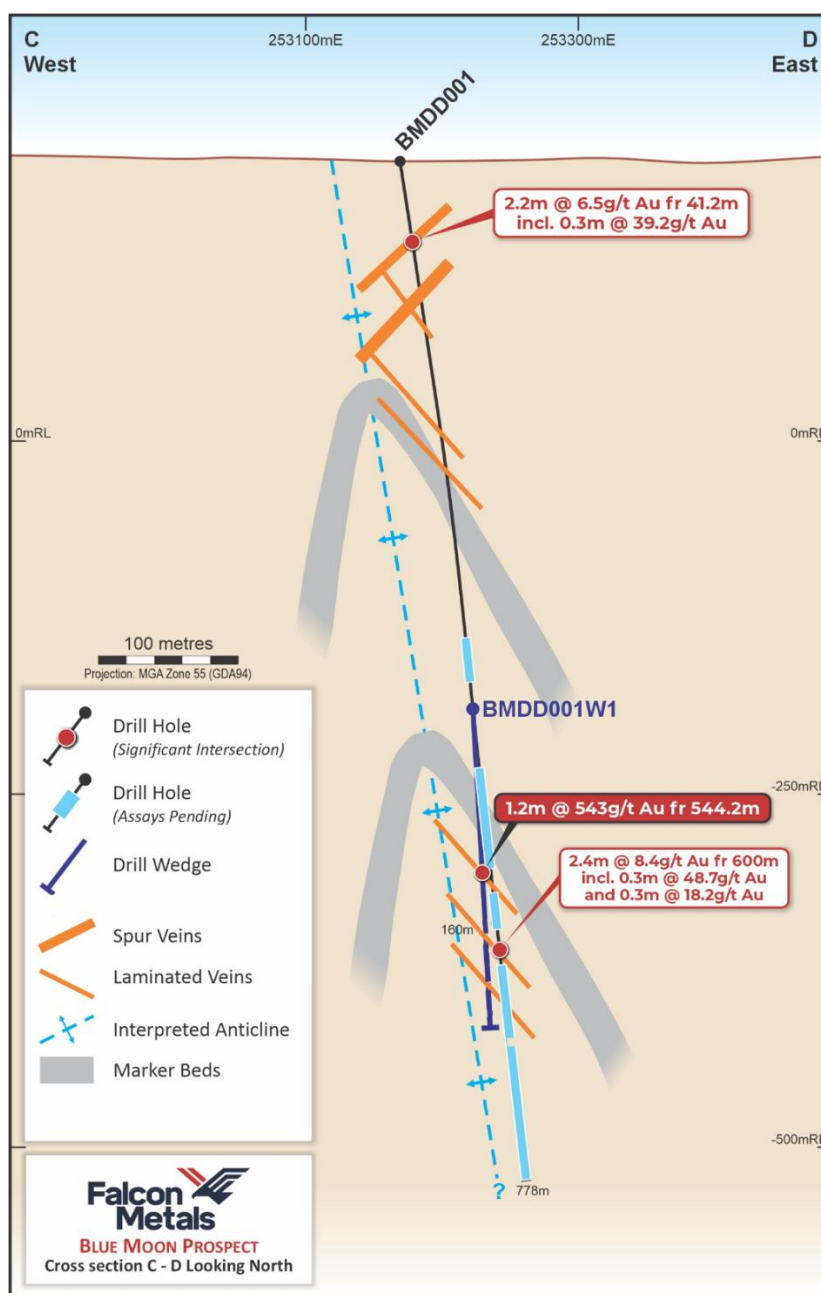 C
West
253100mE
253300mE
D
East
BMDD001
2.2m @ 6.5g/t Au fr 41.2m
incl. 0.3m @ 39.2g/t Au
0mRL
0mRL
100 metres
Projection: MGA Zone 55 (GDA94)
BMDD001W1
Drill Hole
(Significant Intersection)
Drill Hole
(Assays Pending)
Drill Wedge
Spur Veins
Laminated Veins
Interpreted Anticline
Marker Beds
-250mRL
1.2m @ 543g/t Au fr 544.2m
2.4m @ 8.4g/t Au fr 600m
incl. 0.3m @ 48.7g/t Au
and 0.3m @ 18.2g/t Au
160m
-500mRL
?
778m
Falcon
Metals
BLUE MOON PROSPECT
Cross section C - D Looking North